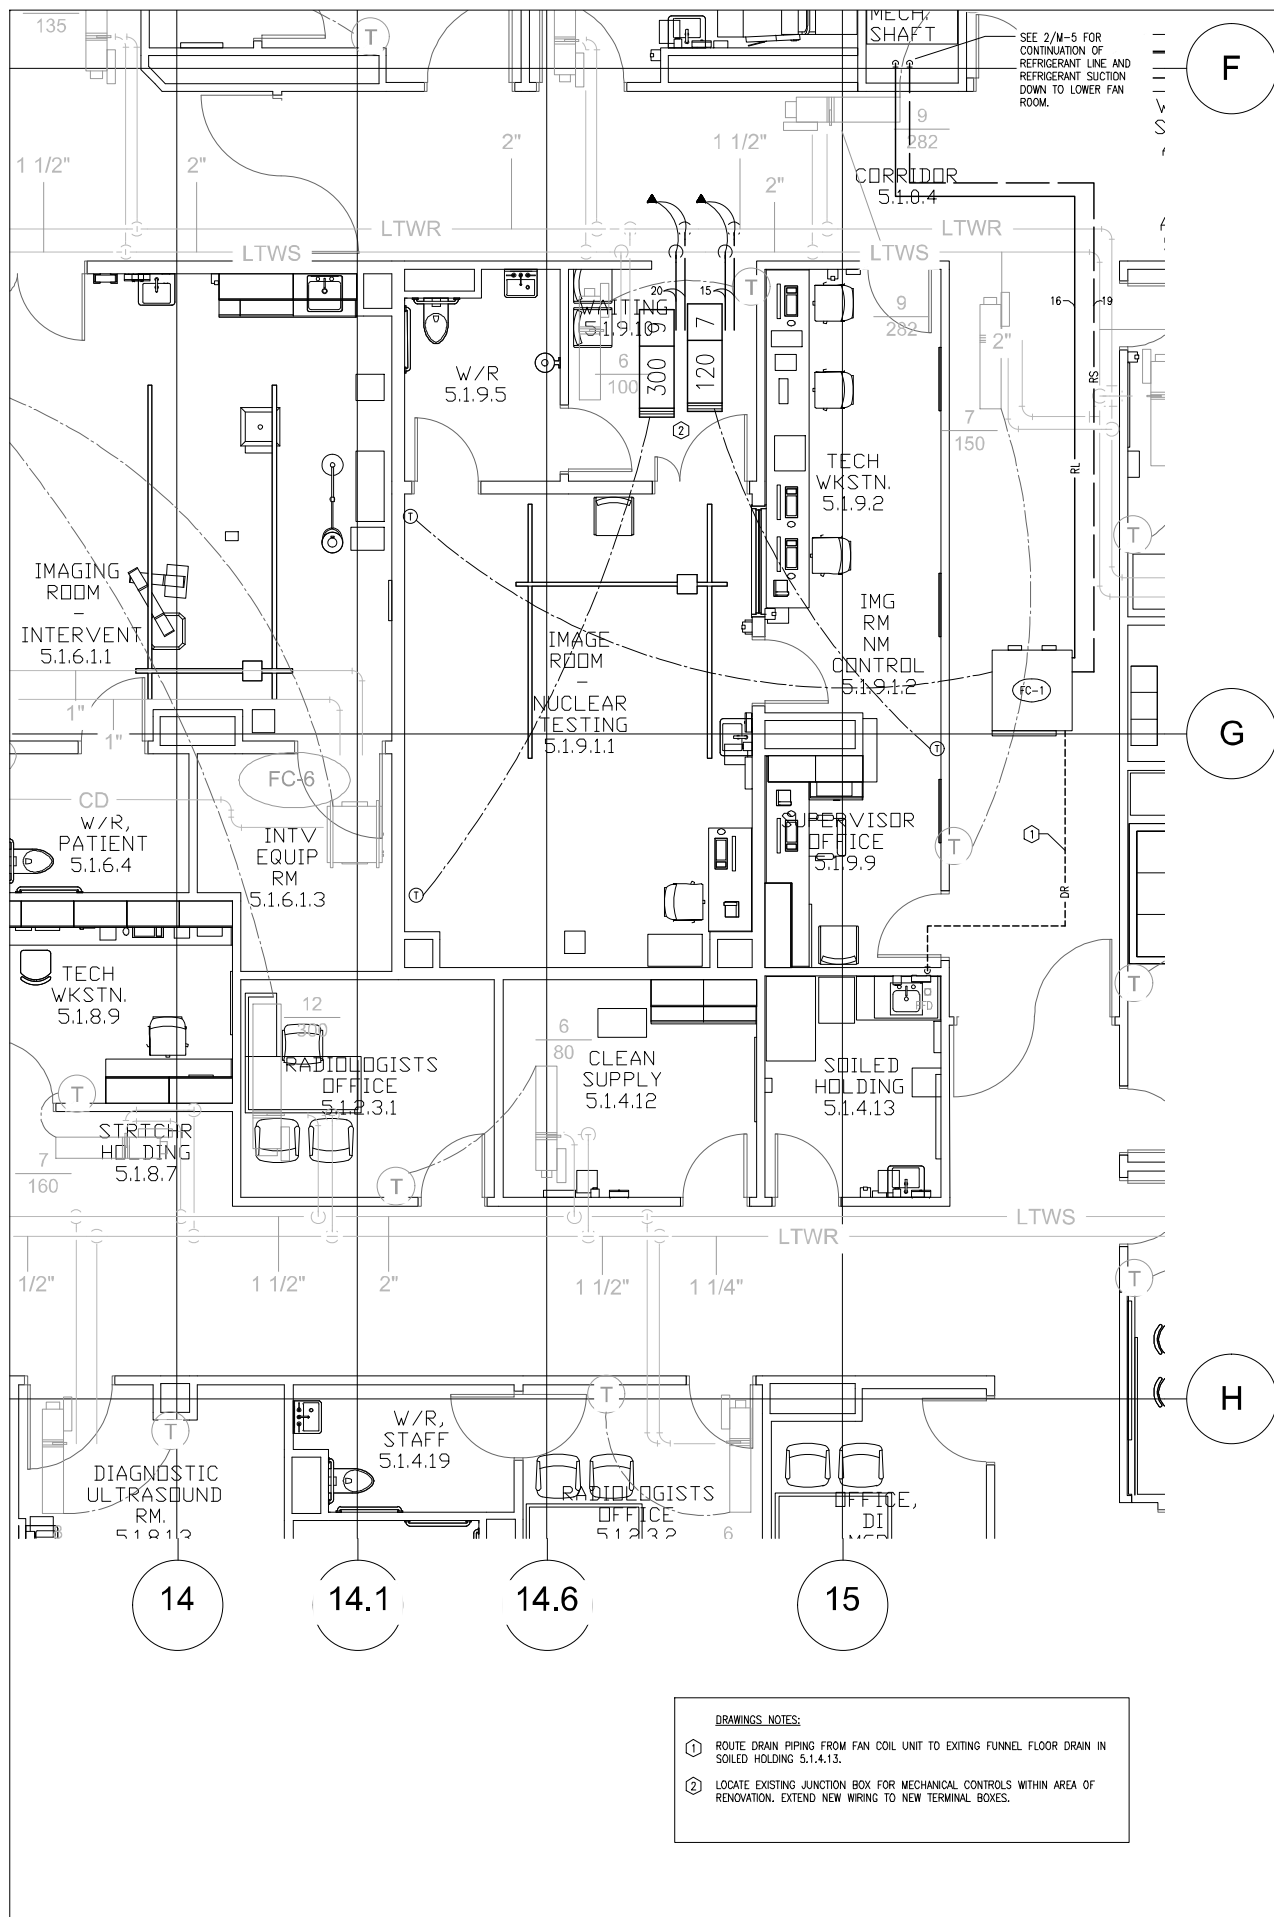 135
T
MECH.
SHAFT
SEE 2/M-5 FOR
CONTINUATION OF
REFRIGERANT LINE AND
REFRIGERANT SUCTION
DOWN TO LOWER FAN
ROOM.
F
1 1/2"
2"
2"
1 1/2"
2"
9
282
CORRIDOR
5.1.0.4
LTWR
LTWS
LTWR
LTWS
20
15
T
16
19
W/R
5.1.9.5
WAITING
5.1.9.10
6
100
300
9
120
7
2
9
282
2"
RS
RL
7
150
TECH
WKSTN.
5.1.9.2
T
T
IMAGING
ROOM
-
INTERVENT
5.1.6.1.1
IMAGE
ROOM
-
NUCLEAR
TESTING
5.1.9.1.1
IMG
RM
NM
CONTROL
5.1.9.1.2
FC-1
1"
1"
G
T
FC-6
CD
W/R,
PATIENT
5.1.6.4
INTV
EQUIP
RM
5.1.6.1.3
T
SUPERVISOR
OFFICE
5.1.9.9
T
1
DR
TECH
WKSTN.
5.1.8.9
12
300
RADIOLOGISTS
OFFICE
5.1.2.3.1
6
80
CLEAN
SUPPLY
5.1.4.12
SOILED
HOLDING
5.1.4.13
T
T
STRTCHR
HOLDING
5.1.8.7
7
160
T
LTWS
LTWR
1/2"
1 1/2"
2"
1 1/2"
1 1/4"
T
T
T
H
W/R,
STAFF
5.1.4.19
DIAGNOSTIC
ULTRASOUND
RM.
5.1.8.1.3
RADIOLOGISTS
OFFICE
5.1.2.3.2
6
OFFICE,
DI
14
14.1
14.6
15
DRAWINGS NOTES:
1 ROUTE DRAIN PIPING FROM FAN COIL UNIT TO EXITING FUNNEL FLOOR DRAIN IN
SOILED HOLDING 5.1.4.13.
2 LOCATE EXISTING JUNCTION BOX FOR MECHANICAL CONTROLS WITHIN AREA OF
RENOVATION. EXTEND NEW WIRING TO NEW TERMINAL BOXES.